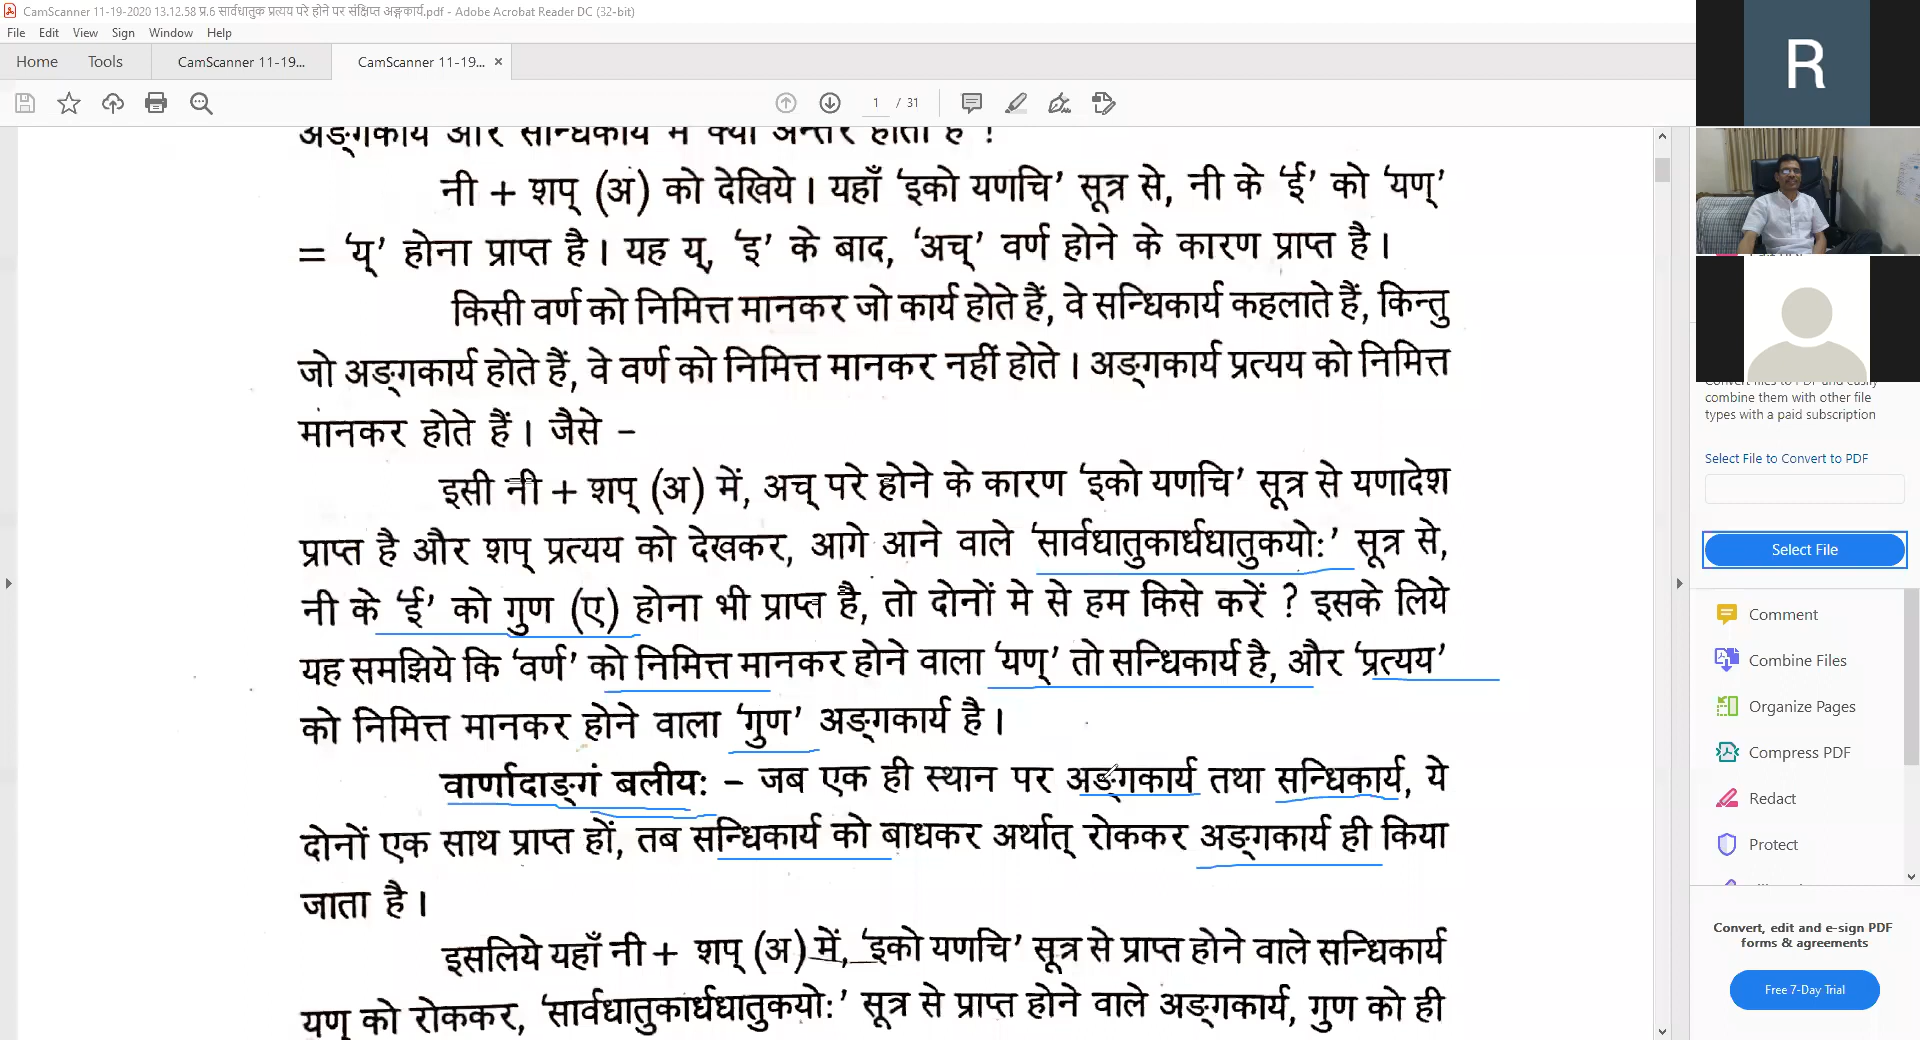 CamScanner 11-19-2020 13.12.58 प्र.6 सार्वधातुक प्रत्यय परे होने पर संक्षिप्त अङ्गकार्य.pdf - Adobe Acrobat Reader DC (32-bit)
File Edit View Sign Window Help
Home Tools CamScanner 11-19... CamScanner 11-19... ×
1 / 31
अङ्गकार्य और सन्धिकार्य में क्या अन्तर होता है ?
नी + शप् (अ) को देखिये । यहाँ ‘इको यणचि’ सूत्र से, नी के ‘ई’ को ‘यण्’
= ‘य्’ होना प्राप्त है । यह य्, ‘इ’ के बाद, ‘अच्’ वर्ण होने के कारण प्राप्त है ।
किसी वर्ण को निमित्त मानकर जो कार्य होते हैं, वे सन्धिकार्य कहलाते हैं, किन्तु
जो अङ्गकार्य होते हैं, वे वर्ण को निमित्त मानकर नहीं होते । अङ्गकार्य प्रत्यय को निमित्त
मानकर होते हैं । जैसे –
इसी नी + शप् (अ) में, अच् परे होने के कारण ‘इको यणचि’ सूत्र से यणादेश
प्राप्त है और शप् प्रत्यय को देखकर, आगे आने वाले ‘सार्वधातुकार्धधातुकयोः’ सूत्र से,
नी के ‘ई’ को गुण (ए) होना भी प्राप्त है, तो दोनों मे से हम किसे करें ? इसके लिये
यह समझिये कि ‘वर्ण’ को निमित्त मानकर होने वाला ‘यण्’ तो सन्धिकार्य है, और ‘प्रत्यय’
को निमित्त मानकर होने वाला ‘गुण’ अङ्गकार्य है ।
वार्णादाङ्गं बलीयः – जब एक ही स्थान पर अङ्गकार्य तथा सन्धिकार्य, ये
दोनों एक साथ प्राप्त हों, तब सन्धिकार्य को बाधकर अर्थात् रोककर अङ्गकार्य ही किया
जाता है ।
इसलिये यहाँ नी + शप् (अ) में, ‘इको यणचि’ सूत्र से प्राप्त होने वाले सन्धिकार्य
यण् को रोककर, ‘सार्वधातुकार्धधातुकयोः’ सूत्र से प्राप्त होने वाले अङ्गकार्य, गुण को ही
R
combine them with other file
types with a paid subscription
Select File to Convert to PDF
Select File
Comment
Combine Files
Organize Pages
Compress PDF
Redact
Protect
Convert, edit and e-sign PDF
forms & agreements
Free 7-Day Trial